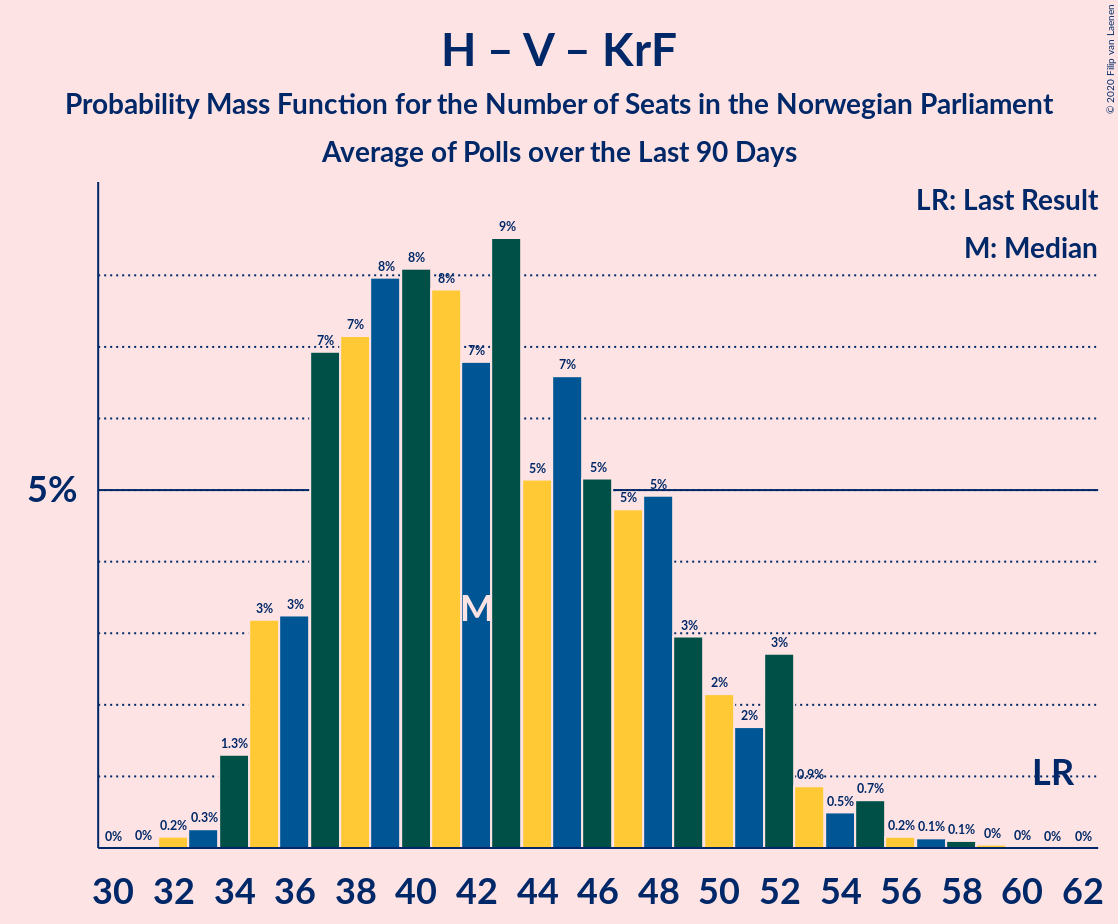 H – V – KrF
Probability Mass Function for the Number of Seats in the Norwegian Parliament
Average of Polls over the Last 90 Days
© 2020 Filip van Laenen
LR: Last Result
M: Median
5%
0% 0% 0.2% 0.3% 1.3% 3% 3% 7% 7% 8% 8% 8% 7% 9% 5% 7% 5% 5% 5% 3% 2% 2% 3% 0.9% 0.5% 0.7% 0.2% 0.1% 0.1% 0% 0% 0% 0%
M
LR
30 32 34 36 38 40 42 44 46 48 50 52 54 56 58 60 62